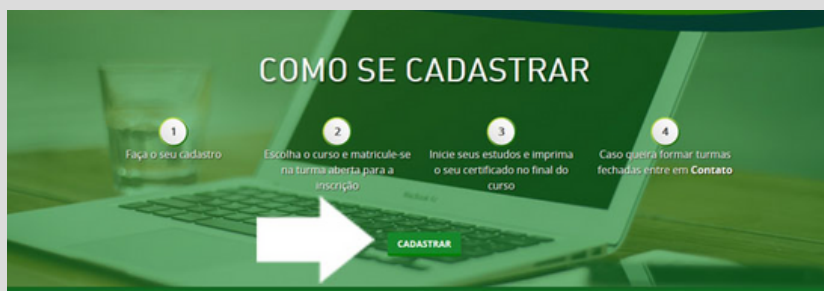 COMO SE CADASTRAR
1
Faça o seu cadastro
2
Escolha o curso e matricule-se
na turma aberta para a
inscrição
3
Inicie seus estudos e imprima
o seu certificado no final do
curso
4
Caso queira formar turmas
fechadas entre em Contato
MacBook Air
CADASTRAR